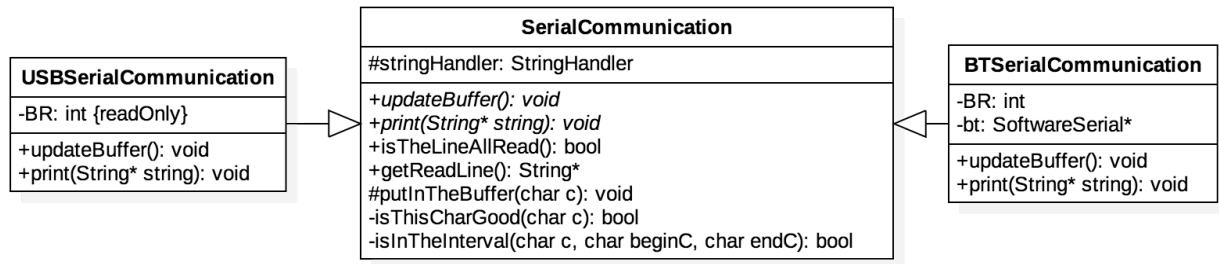 USBSerialCommunication
-BR: int {readOnly}
+updateBuffer(): void
+print(String* string): void
SerialCommunication
#stringHandler: StringHandler
+updateBuffer(): void
+print(String* string): void
+isTheLineAllRead(): bool
+getReadLine(): String*
#putInTheBuffer(char c): void
-isThisCharGood(char c): bool
-isInTheInterval(char c, char beginC, char endC): bool
BTSerialCommunication
-BR: int
-bt: SoftwareSerial*
+updateBuffer(): void
+print(String* string): void